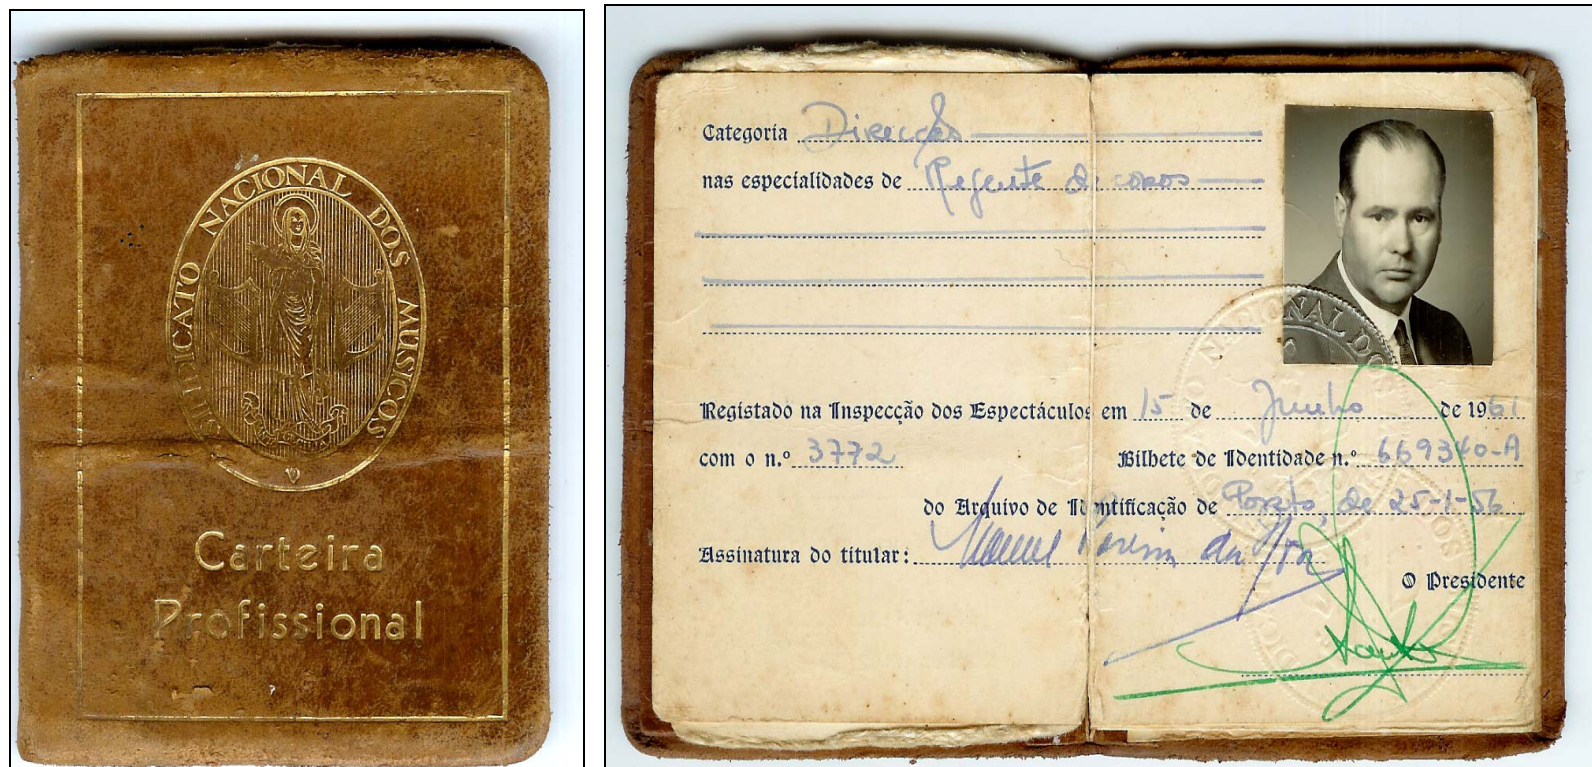 SINDICATO NACIONAL DOS MUSICOS
Carteira
Profissional
Categoria Direcção
nas especialidades de Regente de coros
Registado na Inspecção dos Espectáculos em 15 de Junho de 1961
com o n.º 3772 Bilhete de Identidade n.º 669340-A
do Arquivo de Identificação de Porto, de 25-1-56
Assinatura do titular: Manuel da
O Presidente